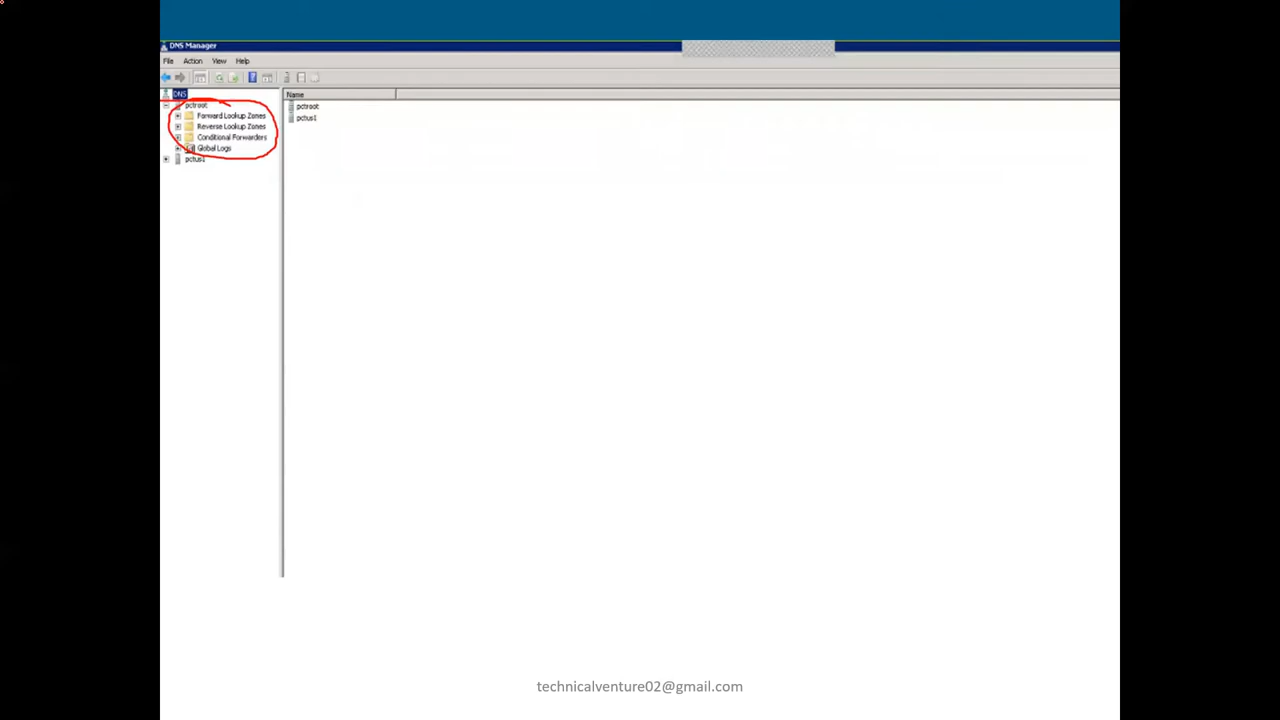 DNS Manager
File Action View Help
DNS
pctroot
Forward Lookup Zones
Reverse Lookup Zones
Conditional Forwarders
Global Logs
pctus1
Name
pctroot
pctus1
technicalventure02@gmail.com